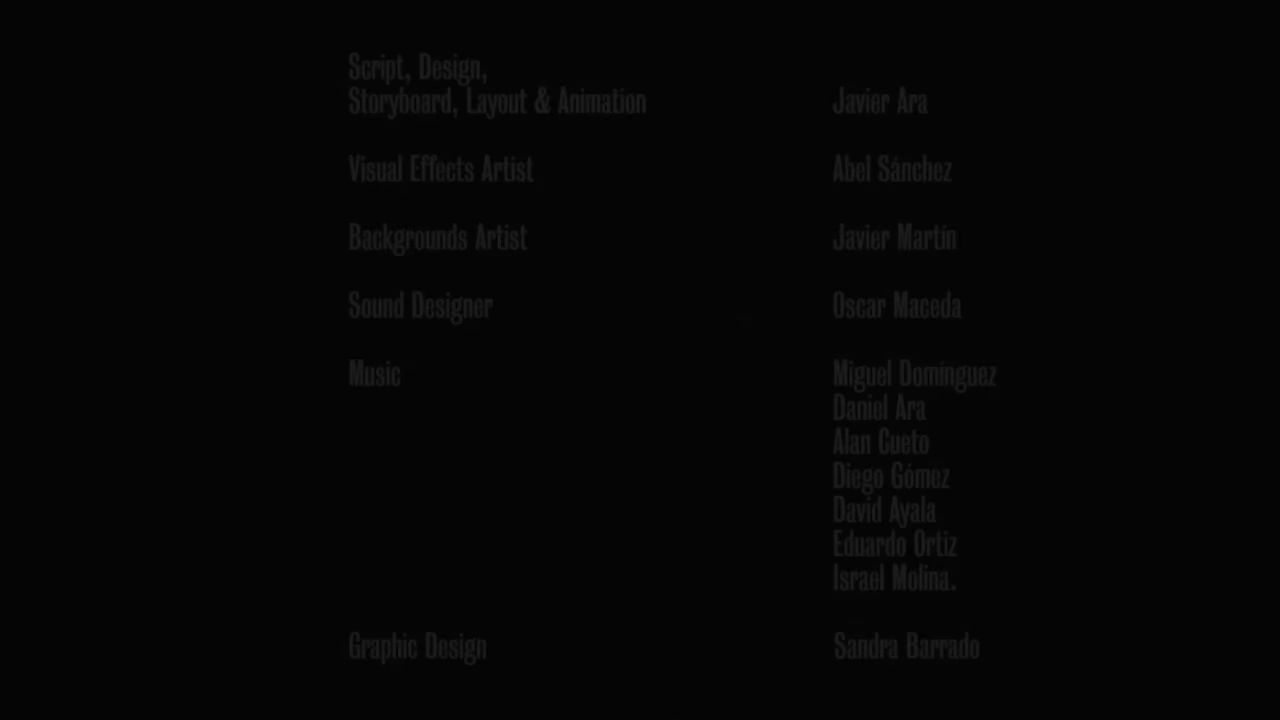 Script, Design,
Storyboard, Layout & Animation Javier Ara
Visual Effects Artist Abel Sánchez
Backgrounds Artist Javier Martín
Sound Designer Oscar Maceda
Music Miguel Domínguez
Daniel Ara
Alan Cueto
Diego Gómez
David Ayala
Eduardo Ortiz
Israel Molina.
Graphic Design Sandra Barrado